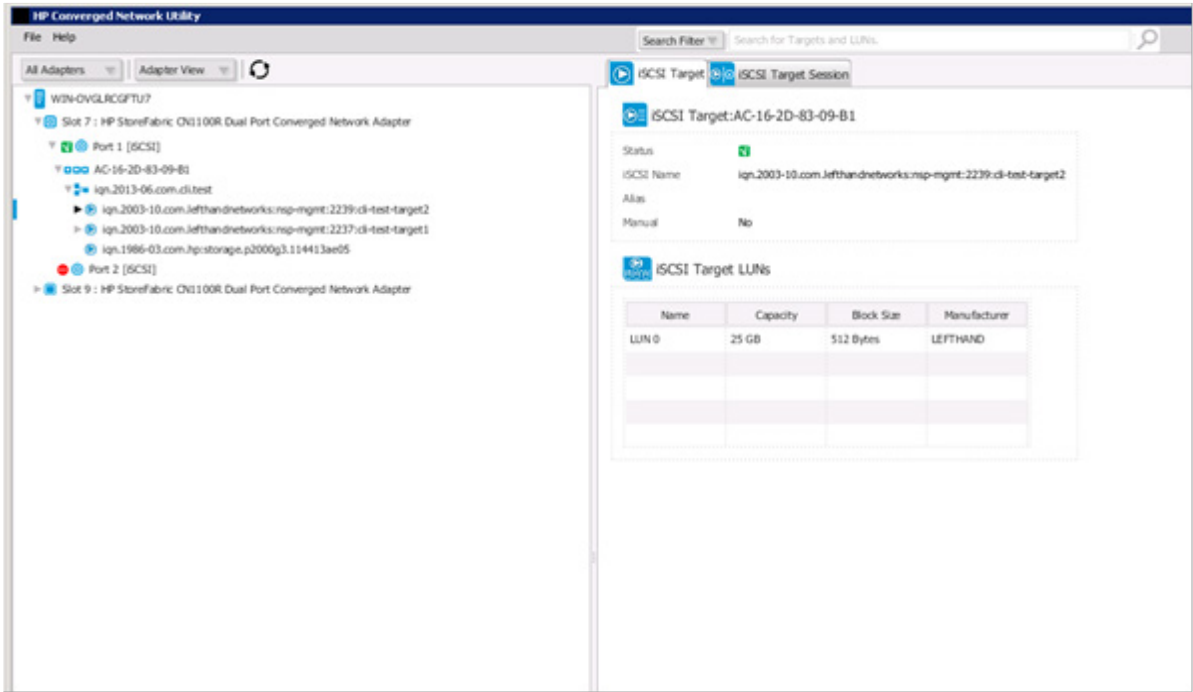 HP Converged Network Utility
File Help
Search Filter Search for Targets and LUNs.
All Adapters Adapter View
WIN-OVGLRCGFTU7
Slot 7 : HP StoreFabric CN1100R Dual Port Converged Network Adapter
Port 1 [iSCSI]
AC-16-2D-83-09-B1
iqn.2013-06.com.cli.test
iqn.2003-10.com.lefthandnetworks:nsp-mgmt:2239:cli-test-target2
iqn.2003-10.com.lefthandnetworks:nsp-mgmt:2237:cli-test-target1
iqn.1986-03.com.hp:storage.p2000g3.114413ae05
Port 2 [iSCSI]
Slot 9 : HP StoreFabric CN1100R Dual Port Converged Network Adapter
iSCSI Target iSCSI Target Session
iSCSI Target:AC-16-2D-83-09-B1
Status
iSCSI Name iqn.2003-10.com.lefthandnetworks:nsp-mgmt:2239:cli-test-target2
Alias
Manual No
iSCSI Target LUNs
Name Capacity Block Size Manufacturer
LUN 0 25 GB 512 Bytes LEFTHAND